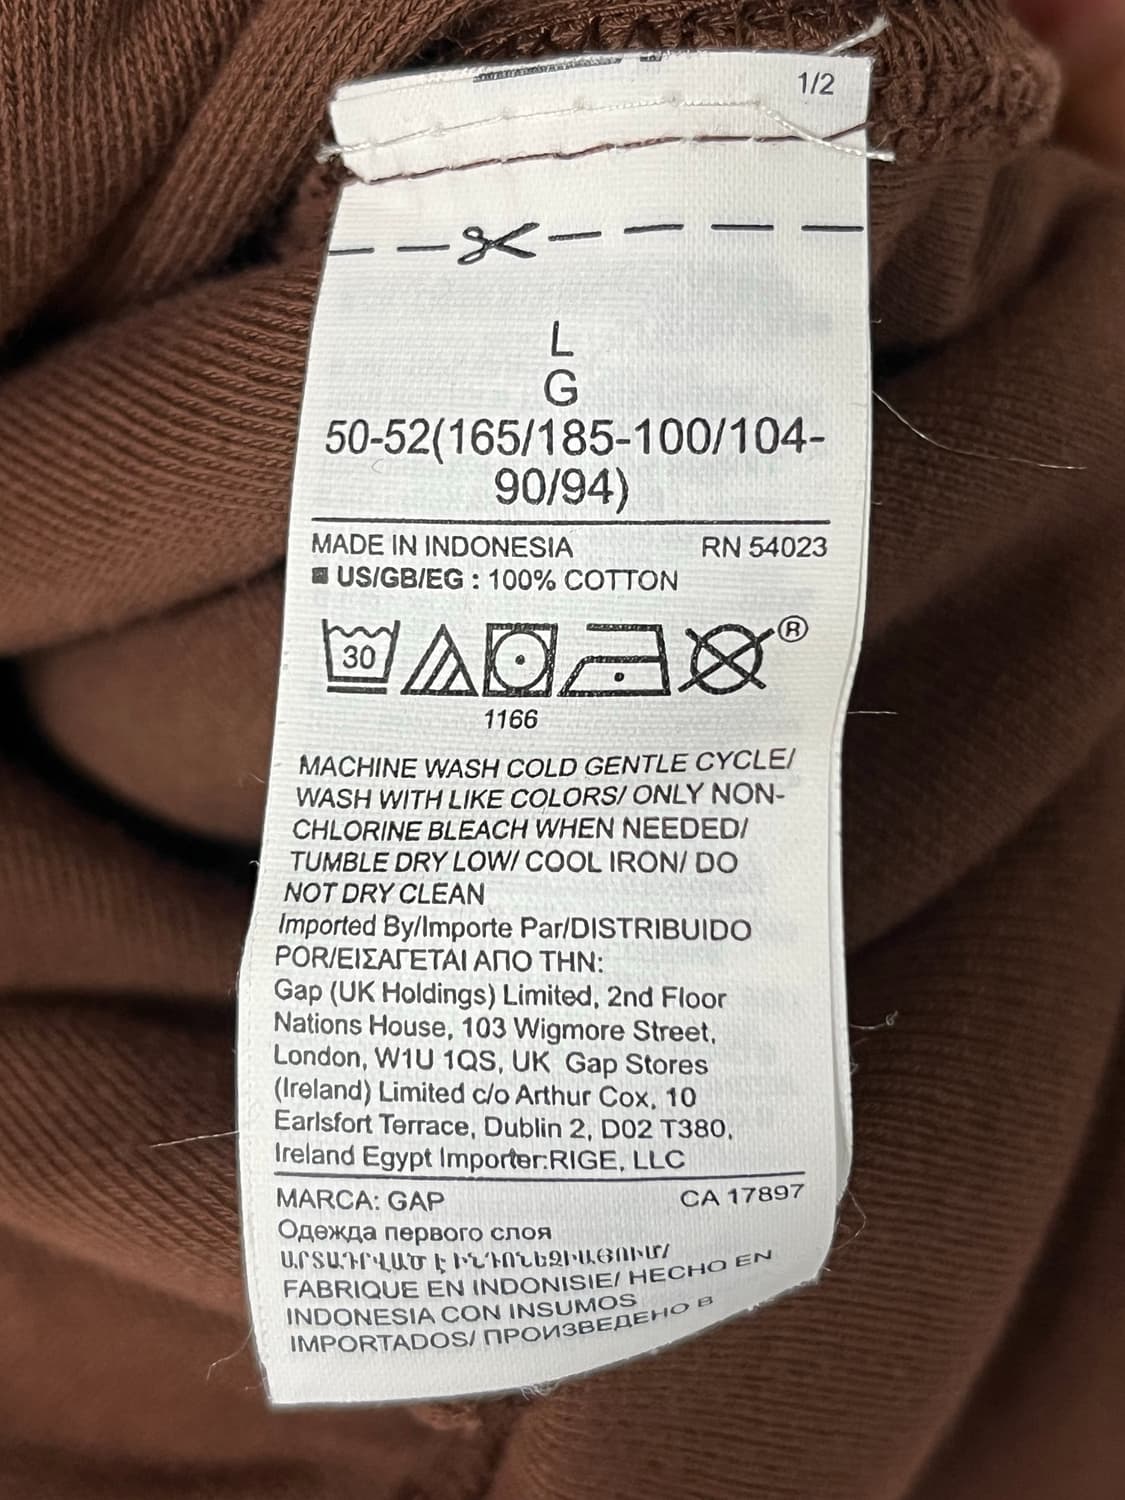 1/2
L
G
50-52(165/185-100/104-
90/94)
MADE IN INDONESIA RN 54023
US/GB/EG : 100% COTTON
30 ®
1166
MACHINE WASH COLD GENTLE CYCLE/
WASH WITH LIKE COLORS/ ONLY NON-
CHLORINE BLEACH WHEN NEEDED/
TUMBLE DRY LOW/ COOL IRON/ DO
NOT DRY CLEAN
Imported By/Importe Par/DISTRIBUIDO
POR/ΕΙΣΑΓΕΤΑΙ ΑΠΟ ΤΗΝ:
Gap (UK Holdings) Limited, 2nd Floor
Nations House, 103 Wigmore Street,
London, W1U 1QS, UK Gap Stores
(Ireland) Limited c/o Arthur Cox, 10
Earlsfort Terrace, Dublin 2, D02 T380,
Ireland Egypt Importer:RIGE, LLC
MARCA: GAP CA 17897
Одежда первого слоя
ԱՐՏԱԴՐՎԱԾ Է ԻՆԴՈՆԵԶԻԱՅՈՒՄ/
FABRIQUE EN INDONISIE/ HECHO EN
INDONESIA CON INSUMOS
IMPORTADOS/ ПРОИЗВЕДЕНО В